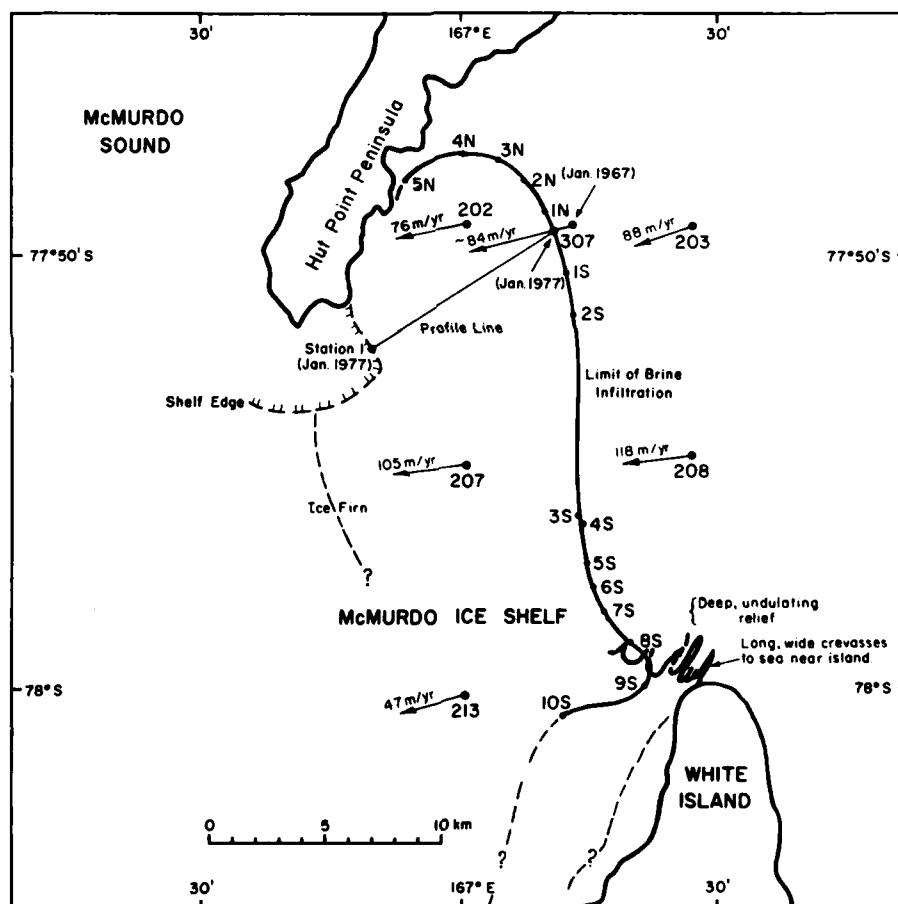 30'
167° E
30'
McMURDO
SOUND
Hut Point Peninsula
4N
3N
5N
2N
(Jan. 1967)
1N
202
76 m/yr
~84 m/yr
307
88 m/yr
203
77° 50' S
77° 50' S
(Jan. 1977)
1S
2S
Profile Line
Station 1
(Jan. 1977)
Limit of Brine
Infiltration
Shelf Edge
105 m/yr
207
118 m/yr
208
Ice Firn
3S
4S
5S
?
6S
7S
McMURDO ICE SHELF
Deep, undulating
relief
8S
Long, wide crevasses
to sea near island
9S
78° S
78° S
47 m/yr
213
10S
WHITE
ISLAND
0
5
10 km
?
?
30'
167° E
30'